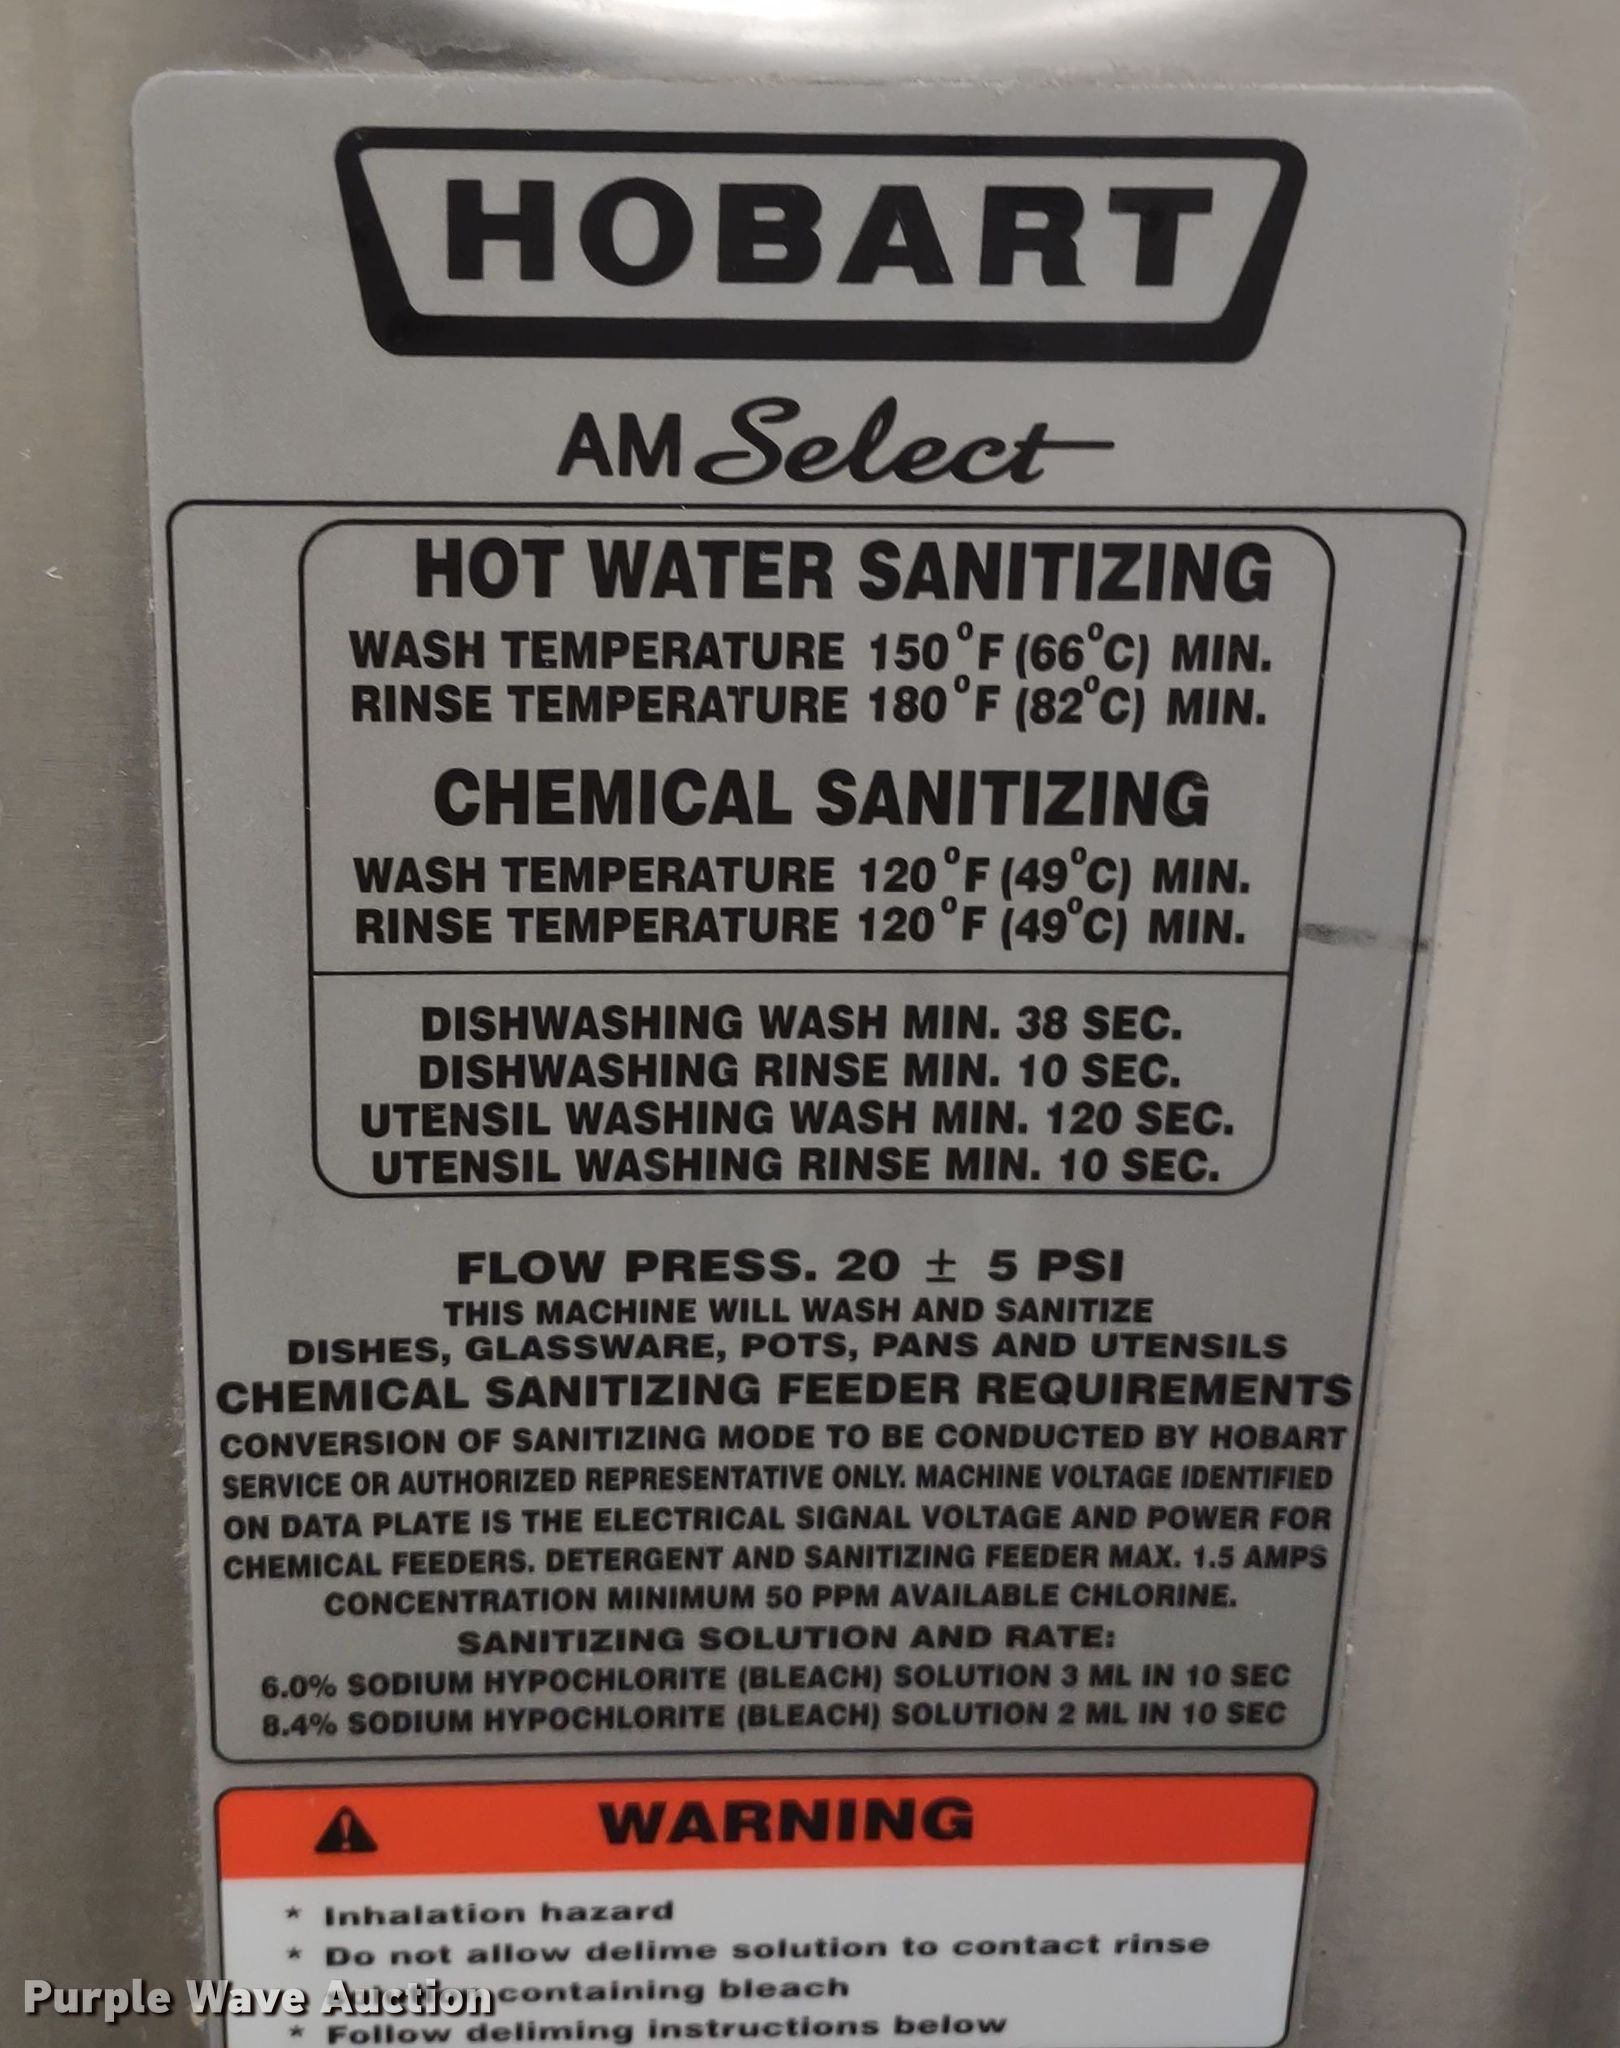 HOBART
AM Select
HOT WATER SANITIZING
WASH TEMPERATURE 150°F (66°C) MIN.
RINSE TEMPERATURE 180°F (82°C) MIN.
CHEMICAL SANITIZING
WASH TEMPERATURE 120°F (49°C) MIN.
RINSE TEMPERATURE 120°F (49°C) MIN.
DISHWASHING WASH MIN. 38 SEC.
DISHWASHING RINSE MIN. 10 SEC.
UTENSIL WASHING WASH MIN. 120 SEC.
UTENSIL WASHING RINSE MIN. 10 SEC.
FLOW PRESS. 20 ± 5 PSI
THIS MACHINE WILL WASH AND SANITIZE
DISHES, GLASSWARE, POTS, PANS AND UTENSILS
CHEMICAL SANITIZING FEEDER REQUIREMENTS
CONVERSION OF SANITIZING MODE TO BE CONDUCTED BY HOBART
SERVICE OR AUTHORIZED REPRESENTATIVE ONLY. MACHINE VOLTAGE IDENTIFIED
ON DATA PLATE IS THE ELECTRICAL SIGNAL VOLTAGE AND POWER FOR
CHEMICAL FEEDERS. DETERGENT AND SANITIZING FEEDER MAX. 1.5 AMPS
CONCENTRATION MINIMUM 50 PPM AVAILABLE CHLORINE.
SANITIZING SOLUTION AND RATE:
6.0% SODIUM HYPOCHLORITE (BLEACH) SOLUTION 3 ML IN 10 SEC
8.4% SODIUM HYPOCHLORITE (BLEACH) SOLUTION 2 ML IN 10 SEC
WARNING
* Inhalation hazard
* Do not allow delime solution to contact rinse
containing bleach
* Follow deliming instructions below
Purple Wave Auction